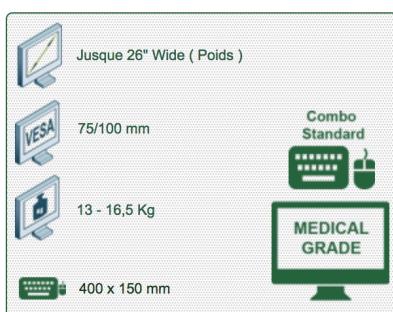 Jusque 26" Wide ( Poids )
VESA
75/100 mm
Combo
Standard
KG
13 - 16,5 Kg
MEDICAL
GRADE
400 x 150 mm